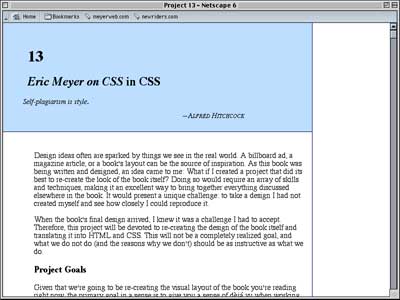 Project 13 – Netscape 6
Home Bookmarks meyerweb.com newriders.com
13
Eric Meyer on CSS in CSS
Self-plagiarism is style.
—Alfred Hitchcock
Design ideas often are sparked by things we see in the real world. A billboard ad, a
magazine article, or a book's layout can be the source of inspiration. As this book was
being written and designed, an idea came to me: What if I created a project that did its
best to re-create the look of the book itself? Doing so would require an array of skills
and techniques, making it an excellent way to bring together everything discussed
elsewhere in the book. It would present a unique challenge: to take a design I had not
created myself and see how closely I could reproduce it.
When the book's final design arrived, I knew it was a challenge I had to accept.
Therefore, this project will be devoted to re-creating the design of the book itself and
translating it into HTML and CSS. This will not be a completely realized goal, and
what we do not do (and the reasons why we don't) should be as instructive as what we
do.
Project Goals
Given that we're going to be re-creating the visual layout of the book you're reading
right now, the primary goal in a sense is to give you a sense of déjà vu when working